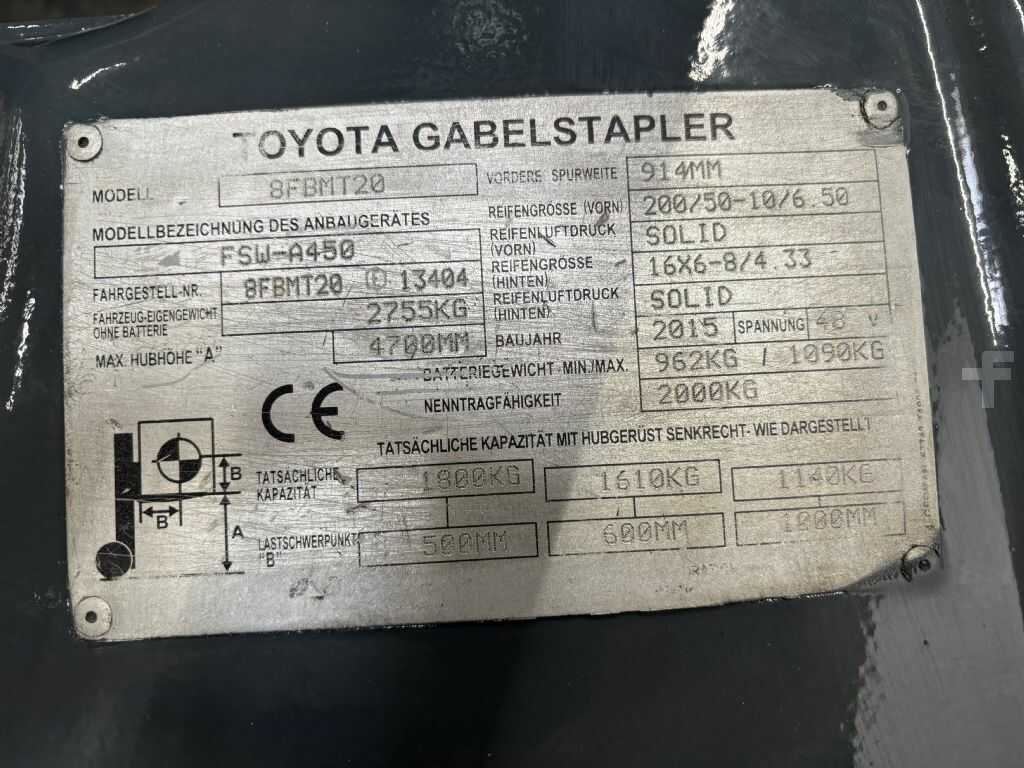 TOYOTA GABELSTAPLER
MODELL 8FBMT20
MODELLBEZEICHNUNG DES ANBAUGERÄTES
FSW-A450
FAHRGESTELL-NR. 8FBMT20 13404
FAHRZEUG-EIGENGEWICHT OHNE BATTERIE 2755KG
MAX. HUBHÖHE "A" 4700MM
VORDERE SPURWEITE 914MM
REIFENGRÖSSE (VORN) 200/50-10/6.50
REIFENLUFTDRUCK (VORN) SOLID
REIFENGRÖSSE (HINTEN) 16X6-8/4.33
REIFENLUFTDRUCK (HINTEN) SOLID
BAUJAHR 2015 SPANNUNG 48 V
BATTERIEGEWICHT-MIN./MAX. 962KG / 1090KG
NENNTRAGFÄHIGKEIT 2000KG
CE
TATSÄCHLICHE KAPAZITÄT MIT HUBGERÜST SENKRECHT- WIE DARGESTELLT
TATSÄCHLICHE KAPAZITÄT 1800KG 1610KG 1140KG
LASTSCHWERPUNKT "B" 500MM 600MM 1000MM
B
B
A